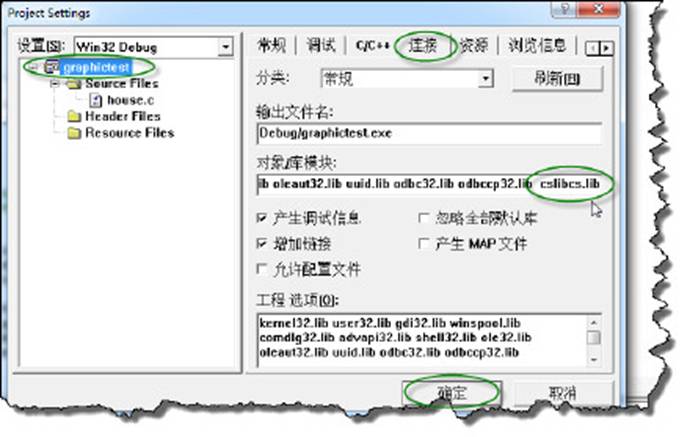 Project Settings
设置[S]: Win32 Debug
graphictest
Source Files
house.c
Header Files
Resource Files
常规 调试 C/C++ 连接 资源 浏览信息
分类: 常规 刷新[R]
输出文件名:
Debug/graphictest.exe
对象/库模块:
ib oleaut32.lib uuid.lib odbc32.lib odbccp32.lib cslibcs.lib
产生调试信息 忽略全部默认库
增加链接 产生 MAP 文件
允许配置文件
工程 选项[O]:
kernel32.lib user32.lib gdi32.lib winspool.lib
comdlg32.lib advapi32.lib shell32.lib ole32.lib
oleaut32.lib uuid.lib odbc32.lib odbccp32.lib
确定 取消